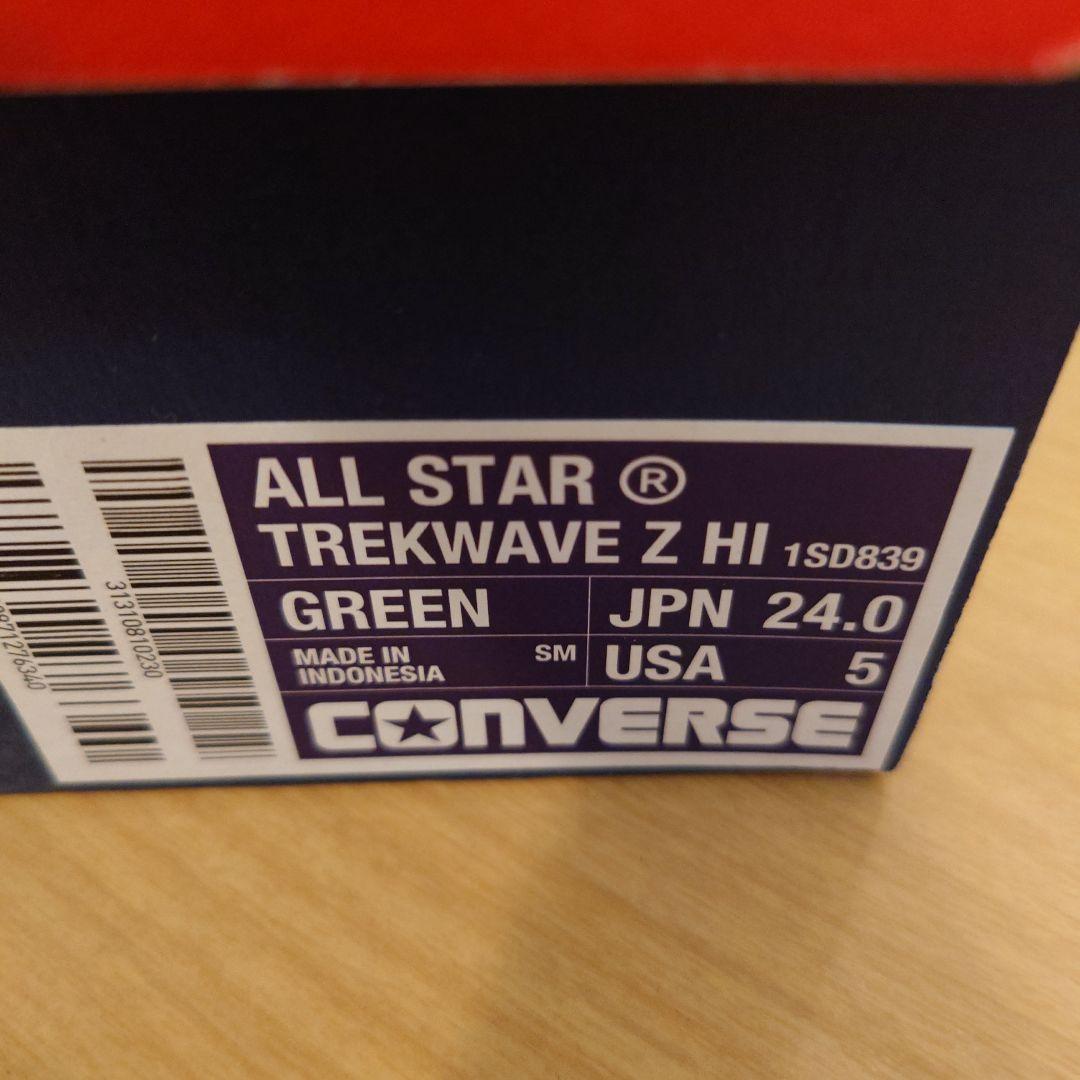 ALL STAR ®
TREKWAVE Z HI 1SD839
GREEN JPN 24.0
MADE IN
INDONESIA
SM USA 5
CONVERSE
31310810230